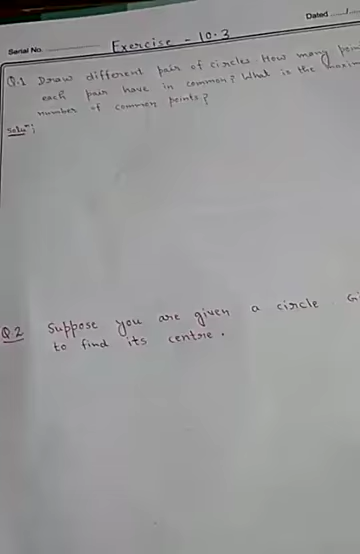 Dated ...../.....
Serial No. ....................
Exercise - 10.3
Q.1 Draw different pair of circles. How many
each pair have in common? What is the
number of common points?
Solⁿ;
Q.2 Suppose you are given a circle.
to find its centre.